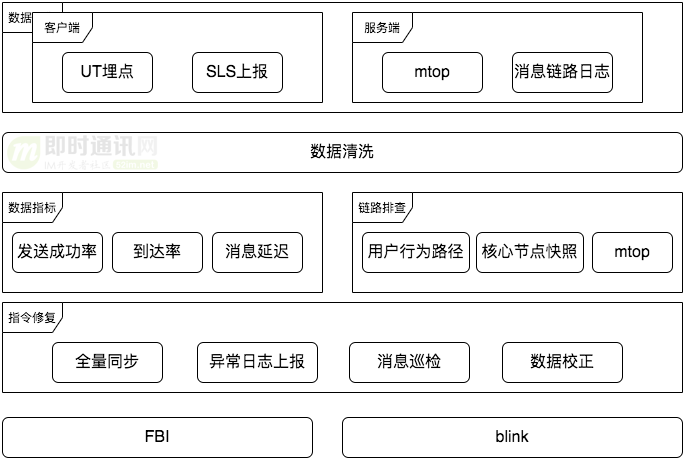 数据
客户端
服务端
UT埋点
SLS上报
mtop
消息链路日志
即时通讯网
数据清洗
数据指标
链路排查
发送成功率
到达率
消息延迟
用户行为路径
核心节点快照
mtop
指令修复
全量同步
异常日志上报
消息巡检
数据校正
FBI
blink